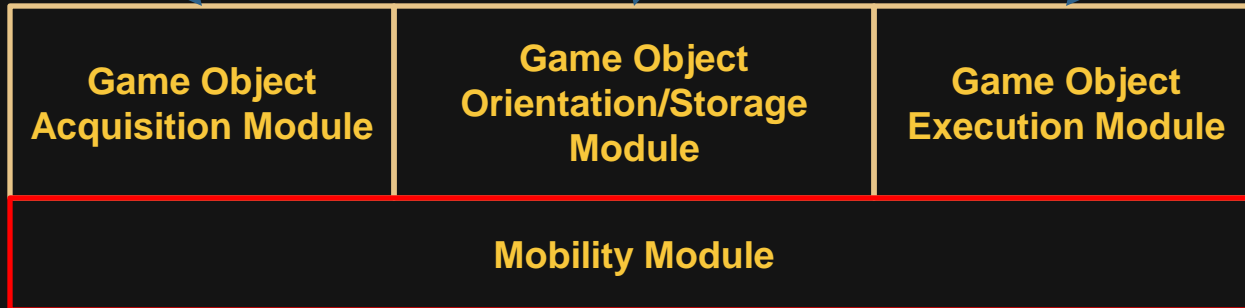 Game Object
Acquisition Module
Game Object
Orientation/Storage
Module
Game Object
Execution Module
Mobility Module